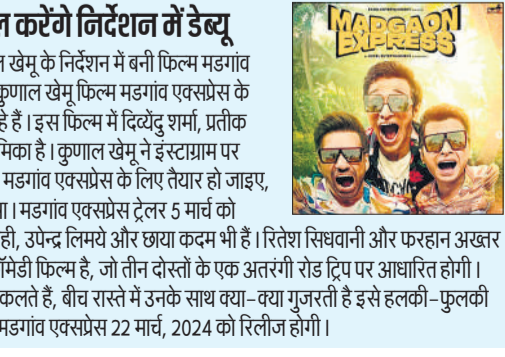 करेंगे निर्देशन में डेब्यू
खेमू के निर्देशन में बनी फिल्म मडगांव
कुणाल खेमू फिल्म मडगांव एक्सप्रेस के
हे हैं। इस फिल्म में दिव्येंदु शर्मा, प्रतीक
मिका है। कुणाल खेमू ने इंस्टाग्राम पर
मडगांव एक्सप्रेस के लिए तैयार हो जाइए,
ा। मडगांव एक्सप्रेस ट्रेलर 5 मार्च को
ही, उपेन्द्र लिमये और छाया कदम भी हैं। रितेश सिधवानी और फरहान अख्तर
ॉमेडी फिल्म है, जो तीन दोस्तों के एक अतरंगी रोड ट्रिप पर आधारित होगी।
कलते हैं, बीच रास्ते में उनके साथ क्या-क्या गुजरती है इसे हलकी-फुलकी
मडगांव एक्सप्रेस 22 मार्च, 2024 को रिलीज होगी।
MADGAON
EXPRESS